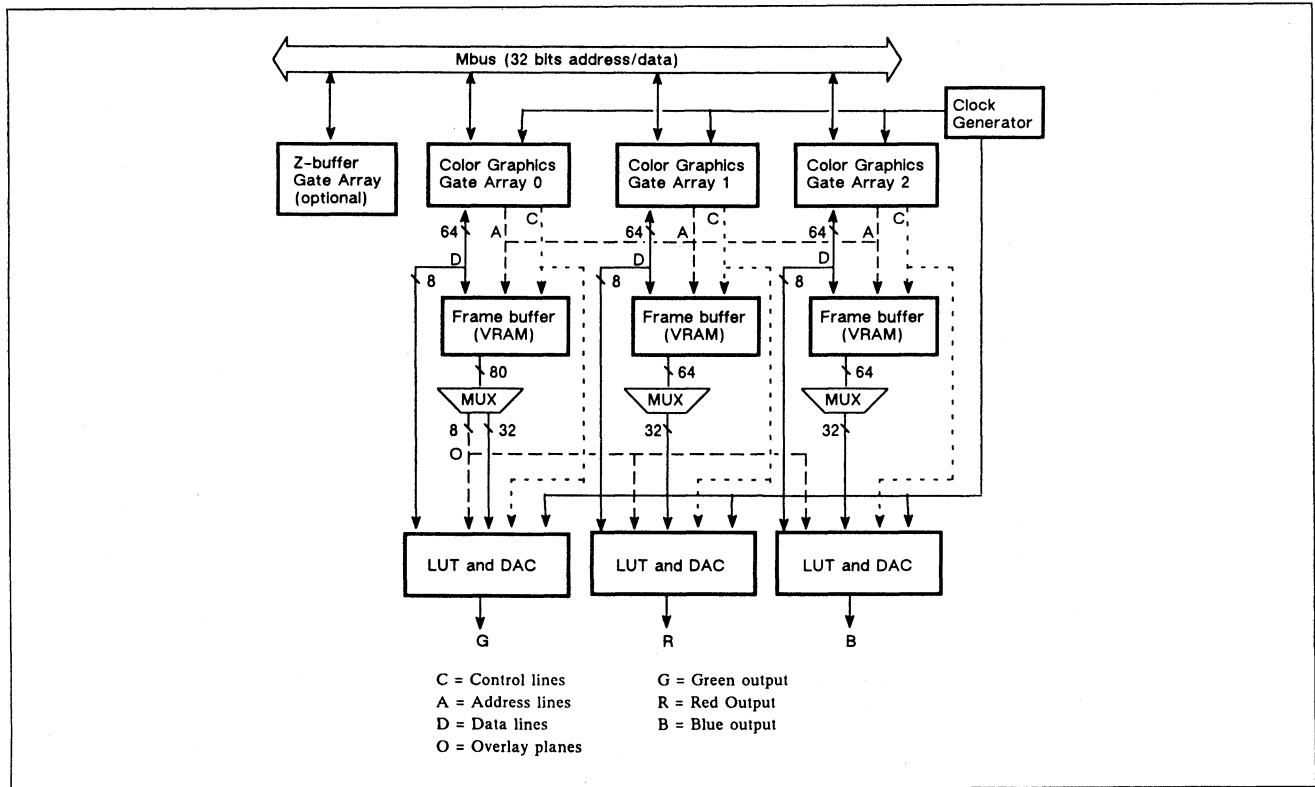 Mbus (32 bits address/data)
Clock
Generator
Z-buffer
Gate Array
(optional)
Color Graphics
Gate Array 0
Color Graphics
Gate Array 1
Color Graphics
Gate Array 2
C
C
C
64
A
64
A
64
A
D
D
D
8
8
8
Frame buffer
(VRAM)
Frame buffer
(VRAM)
Frame buffer
(VRAM)
80
64
64
MUX
MUX
MUX
8
32
32
32
O
LUT and DAC
LUT and DAC
LUT and DAC
G
R
B
C = Control lines
A = Address lines
D = Data lines
O = Overlay planes
G = Green output
R = Red Output
B = Blue output